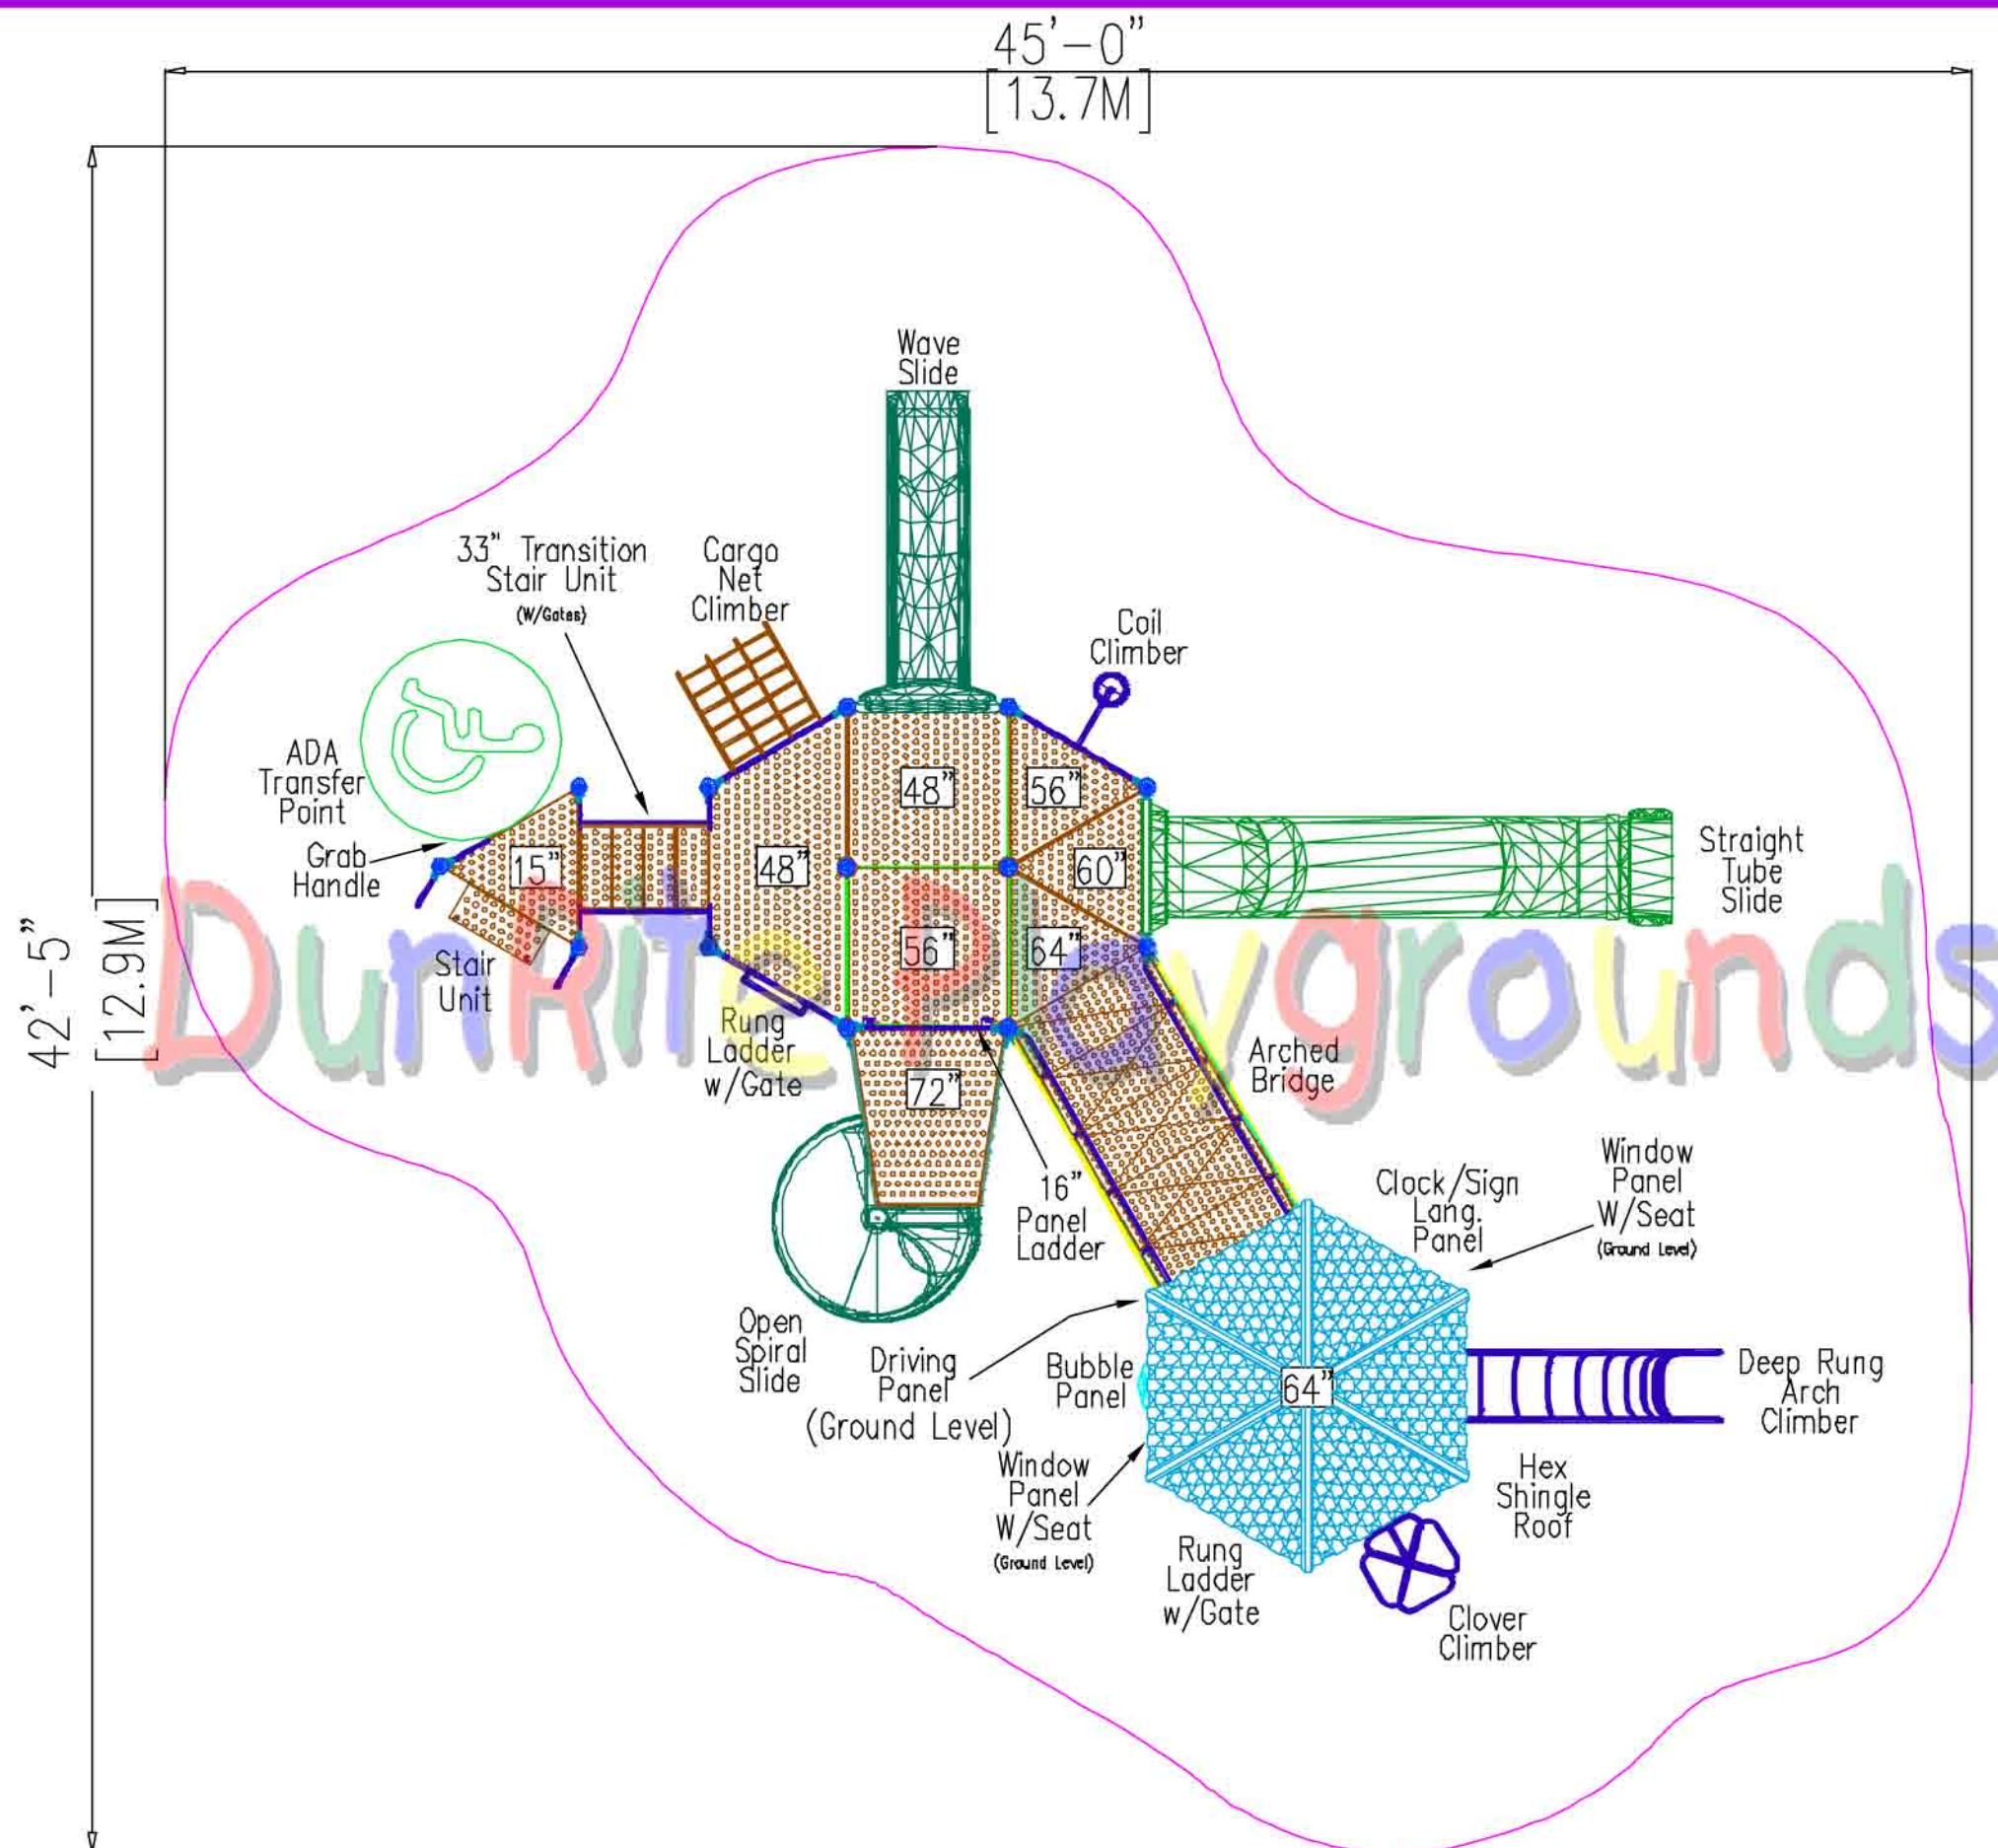 45'-0"
[13.7M]
Wave
Slide
33" Transition
Stair Unit
(W/Gates)
Cargo
Net
Climber
Coil
Climber
ADA
Transfer
Point
Grab
Handle
15"
48"
48"
56"
60"
56"
64"
Straight
Tube
Slide
42'-5"
[12.9M]
DunRite Playgrounds
Stair
Unit
Rung
Ladder
w/Gate
72"
Arched
Bridge
16"
Panel
Ladder
Clock/Sign
Lang.
Panel
Window
Panel
W/Seat
(Ground Level)
Open
Spiral
Slide
Driving
Panel
(Ground Level)
Bubble
Panel
64"
Deep Rung
Arch
Climber
Window
Panel
W/Seat
(Ground Level)
Hex
Shingle
Roof
Rung
Ladder
w/Gate
Clover
Climber